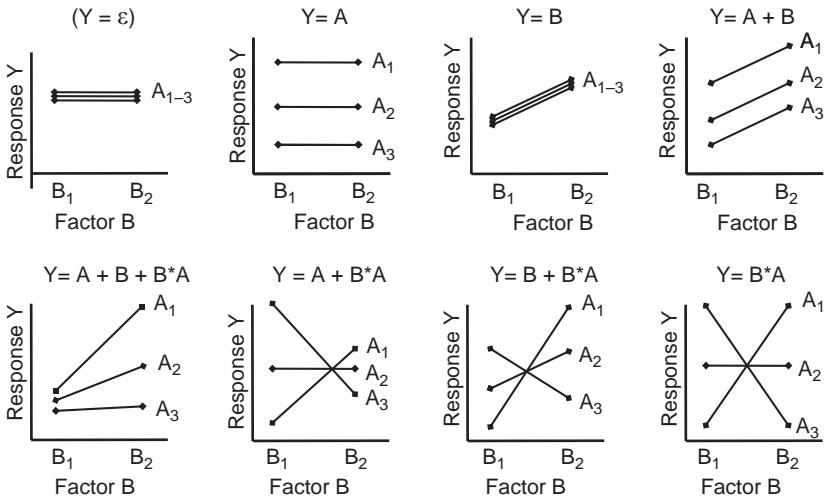 (Y = ε)
Response Y
A1–3
B1 B2
Factor B
Y= A
Response Y
A1
A2
A3
B1 B2
Factor B
Y= B
Response Y
A1–3
B1 B2
Factor B
Y= A + B
Response Y
A1
A2
A3
B1 B2
Factor B
Y= A + B + B*A
Response Y
A1
A2
A3
B1 B2
Factor B
Y = A + B*A
Response Y
A1
A2
A3
B1 B2
Factor B
Y = B + B*A
Response Y
A1
A2
A3
B1 B2
Factor B
Y= B*A
Response Y
A1
A2
A3
B1 B2
Factor B